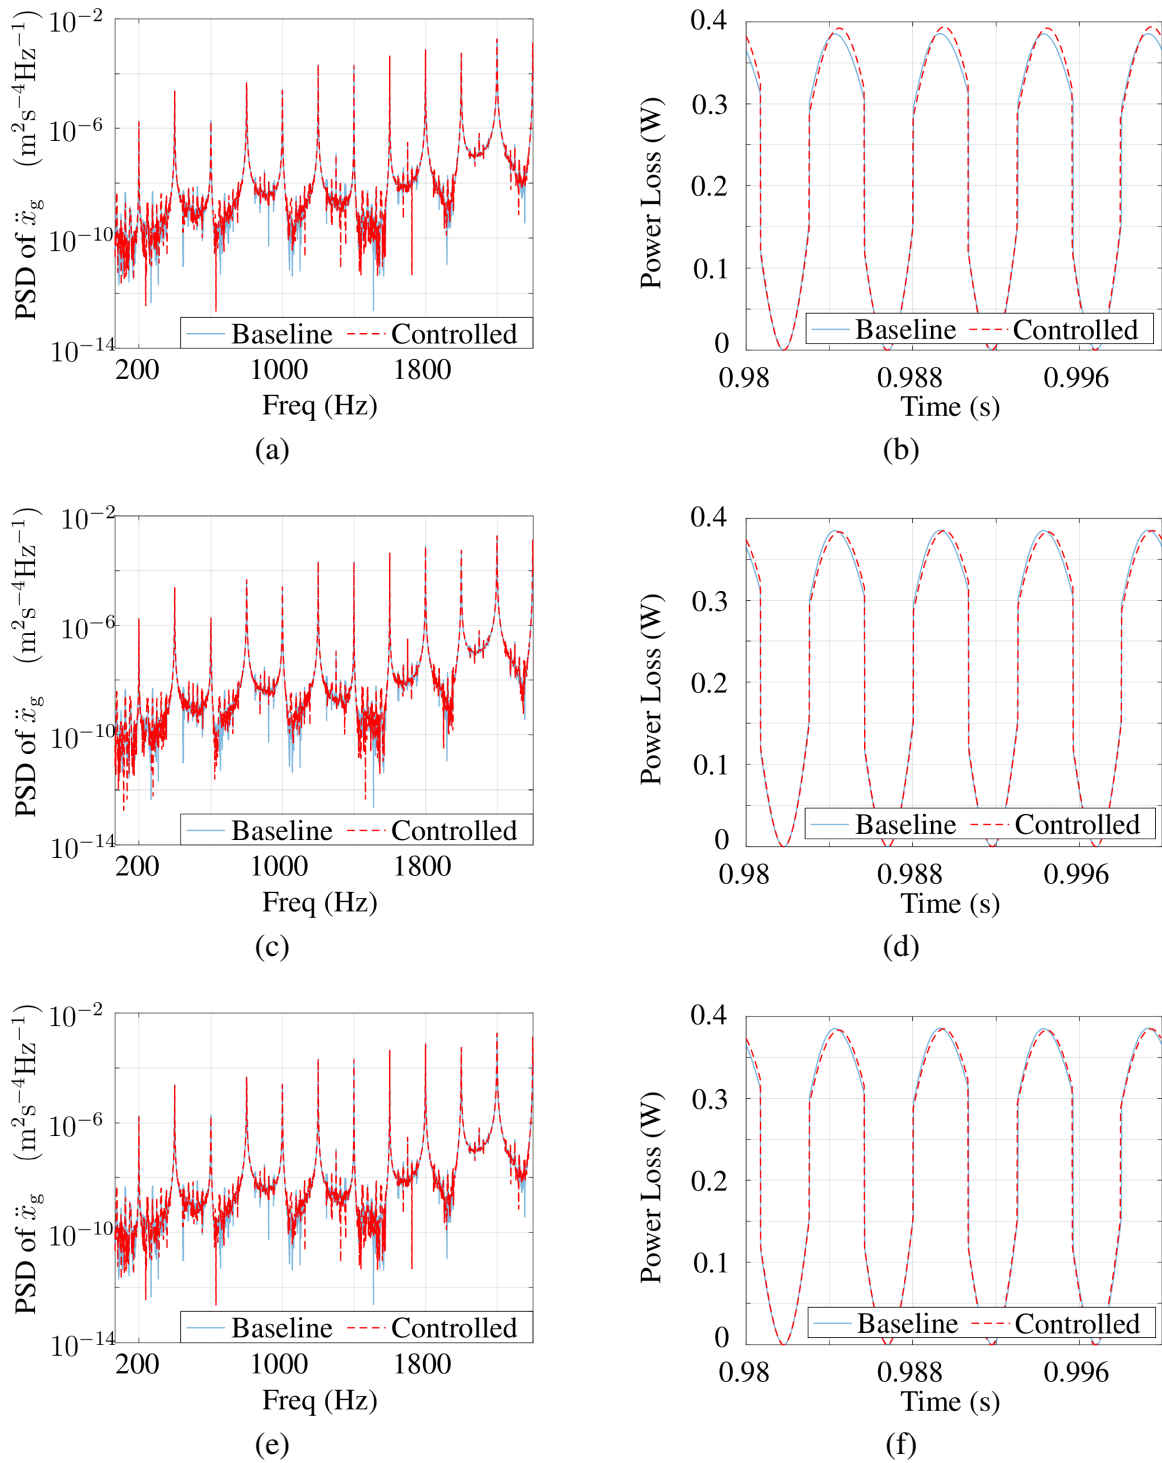 PSD of ẍg (m²s⁻⁴Hz⁻¹)
10⁻²
10⁻⁶
10⁻¹⁰
10⁻¹⁴
Baseline Controlled
200 1000 1800
Freq (Hz)
(a)
Power Loss (W)
0.4
0.3
0.2
0.1
0
Baseline Controlled
0.98 0.988 0.996
Time (s)
(b)
PSD of ẍg (m²s⁻⁴Hz⁻¹)
10⁻²
10⁻⁶
10⁻¹⁰
10⁻¹⁴
Baseline Controlled
200 1000 1800
Freq (Hz)
(c)
Power Loss (W)
0.4
0.3
0.2
0.1
0
Baseline Controlled
0.98 0.988 0.996
Time (s)
(d)
PSD of ẍg (m²s⁻⁴Hz⁻¹)
10⁻²
10⁻⁶
10⁻¹⁰
10⁻¹⁴
Baseline Controlled
200 1000 1800
Freq (Hz)
(e)
Power Loss (W)
0.4
0.3
0.2
0.1
0
Baseline Controlled
0.98 0.988 0.996
Time (s)
(f)